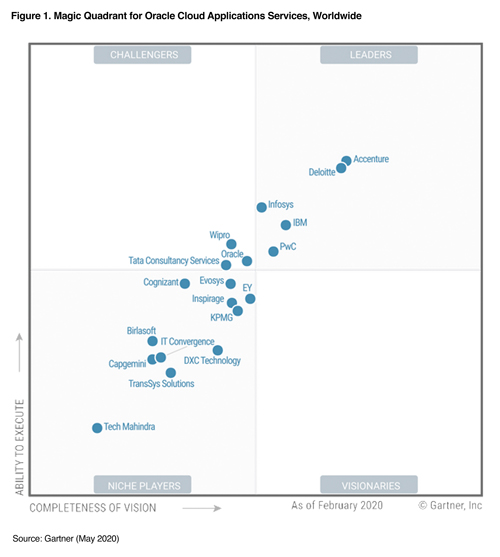 Figure 1. Magic Quadrant for Oracle Cloud Applications Services, Worldwide
CHALLENGERS
LEADERS
Accenture
Deloitte
Infosys
IBM
Wipro
PwC
Oracle
Tata Consultancy Services
Cognizant
Evosys
EY
Inspirage
KPMG
Birlasoft
IT Convergence
Capgemini
DXC Technology
TransSys Solutions
Tech Mahindra
ABILITY TO EXECUTE
NICHE PLAYERS
VISIONARIES
COMPLETENESS OF VISION
As of February 2020
© Gartner, Inc
Source: Gartner (May 2020)